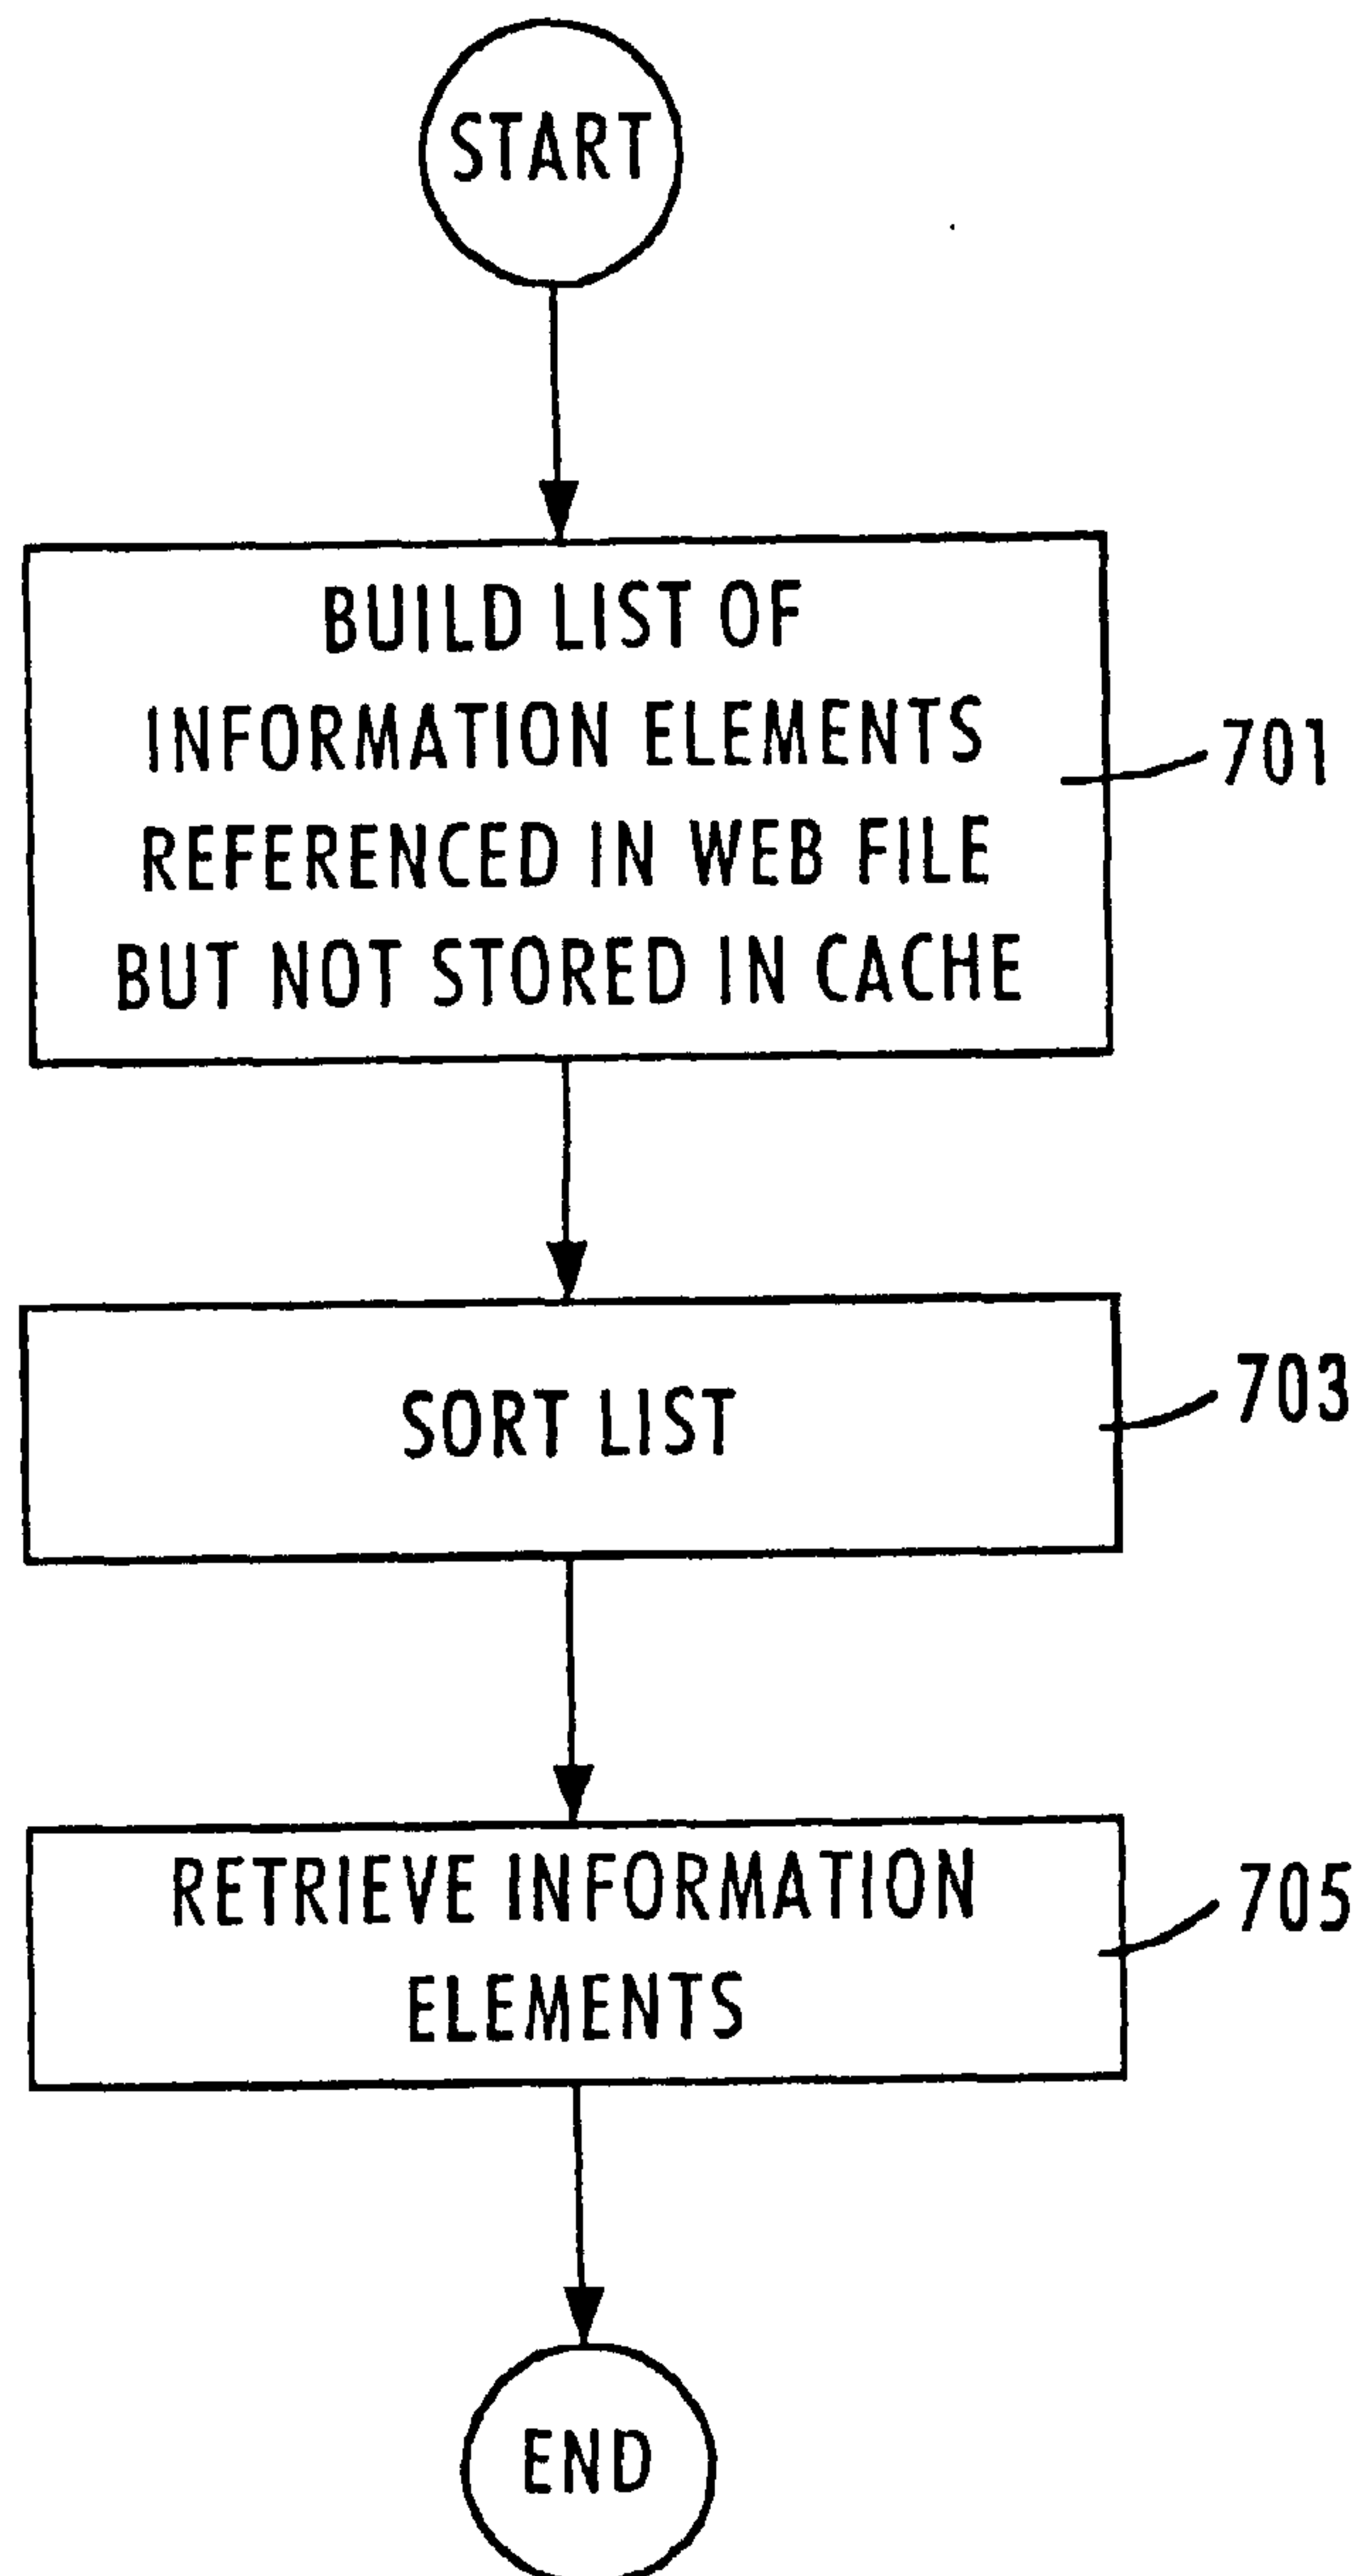 START
BUILD LIST OF
INFORMATION ELEMENTS
REFERENCED IN WEB FILE
BUT NOT STORED IN CACHE
701
SORT LIST
703
RETRIEVE INFORMATION
ELEMENTS
705
END